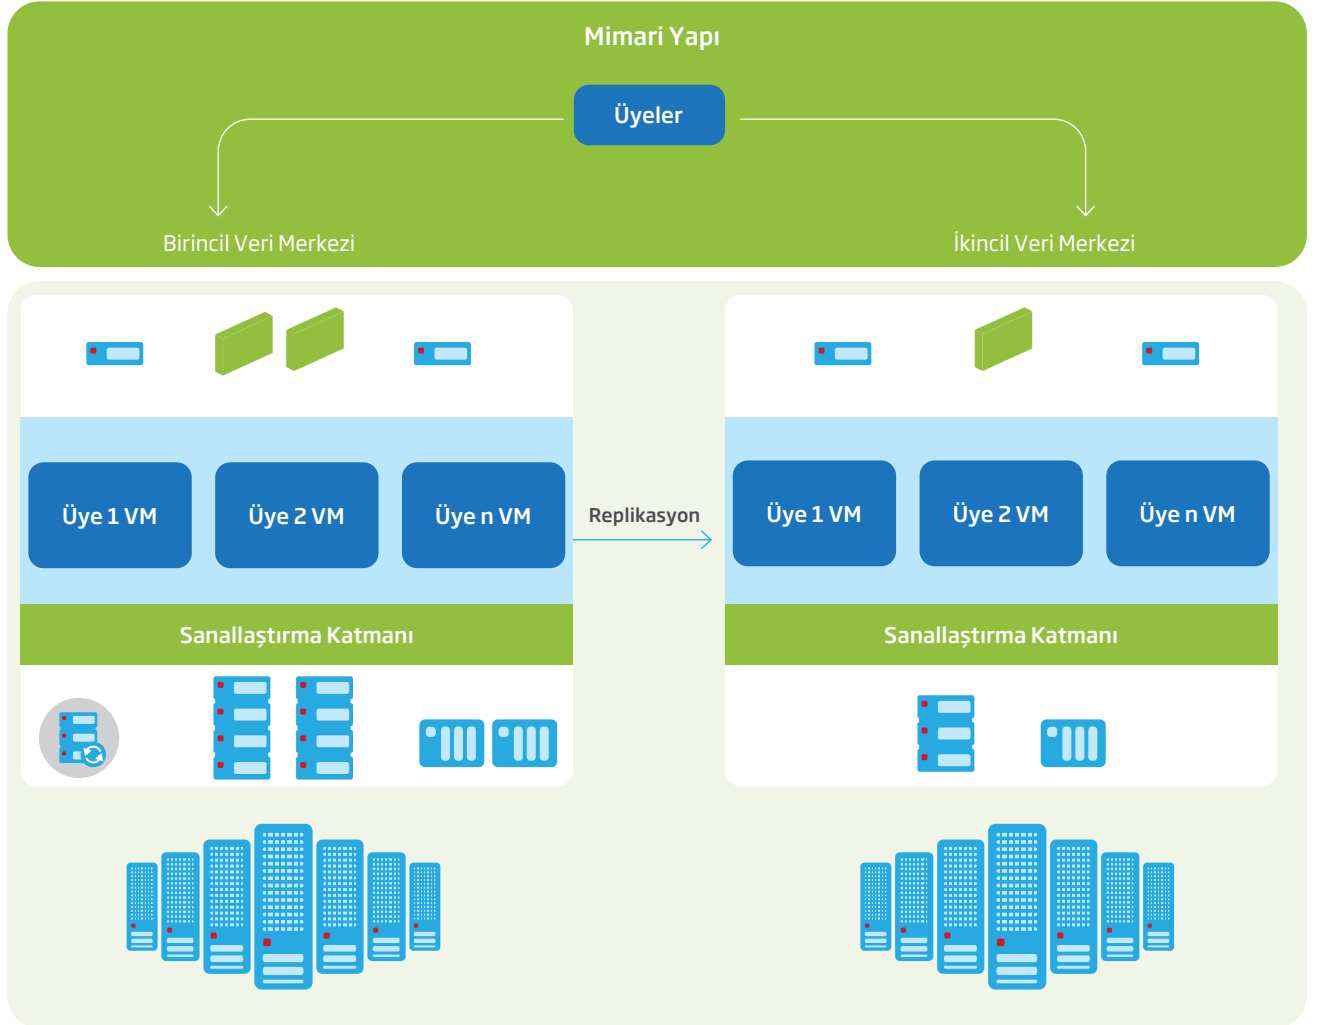 Mimari Yapı
Üyeler
Birincil Veri Merkezi
İkincil Veri Merkezi
Üye 1 VM
Üye 2 VM
Üye n VM
Replikasyon
Üye 1 VM
Üye 2 VM
Üye n VM
Sanallaştırma Katmanı
Sanallaştırma Katmanı